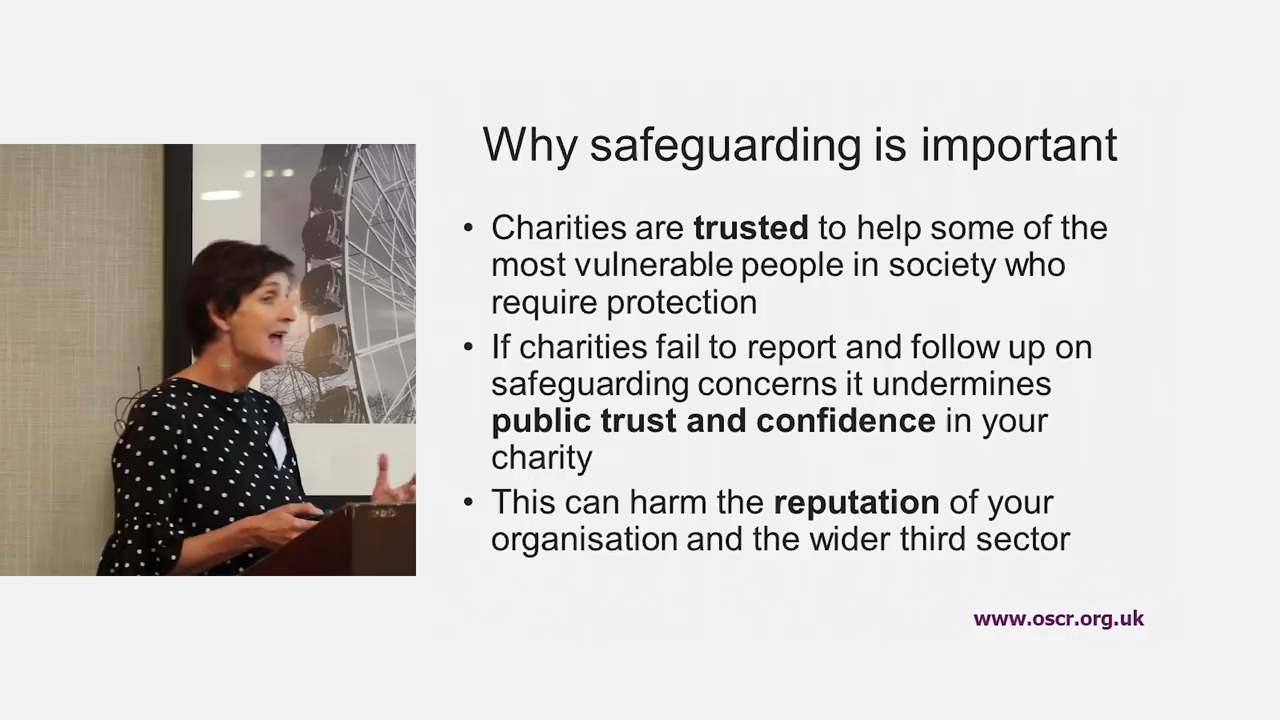 Why safeguarding is important
• Charities are trusted to help some of the
most vulnerable people in society who
require protection
• If charities fail to report and follow up on
safeguarding concerns it undermines
public trust and confidence in your
charity
• This can harm the reputation of your
organisation and the wider third sector
www.oscr.org.uk